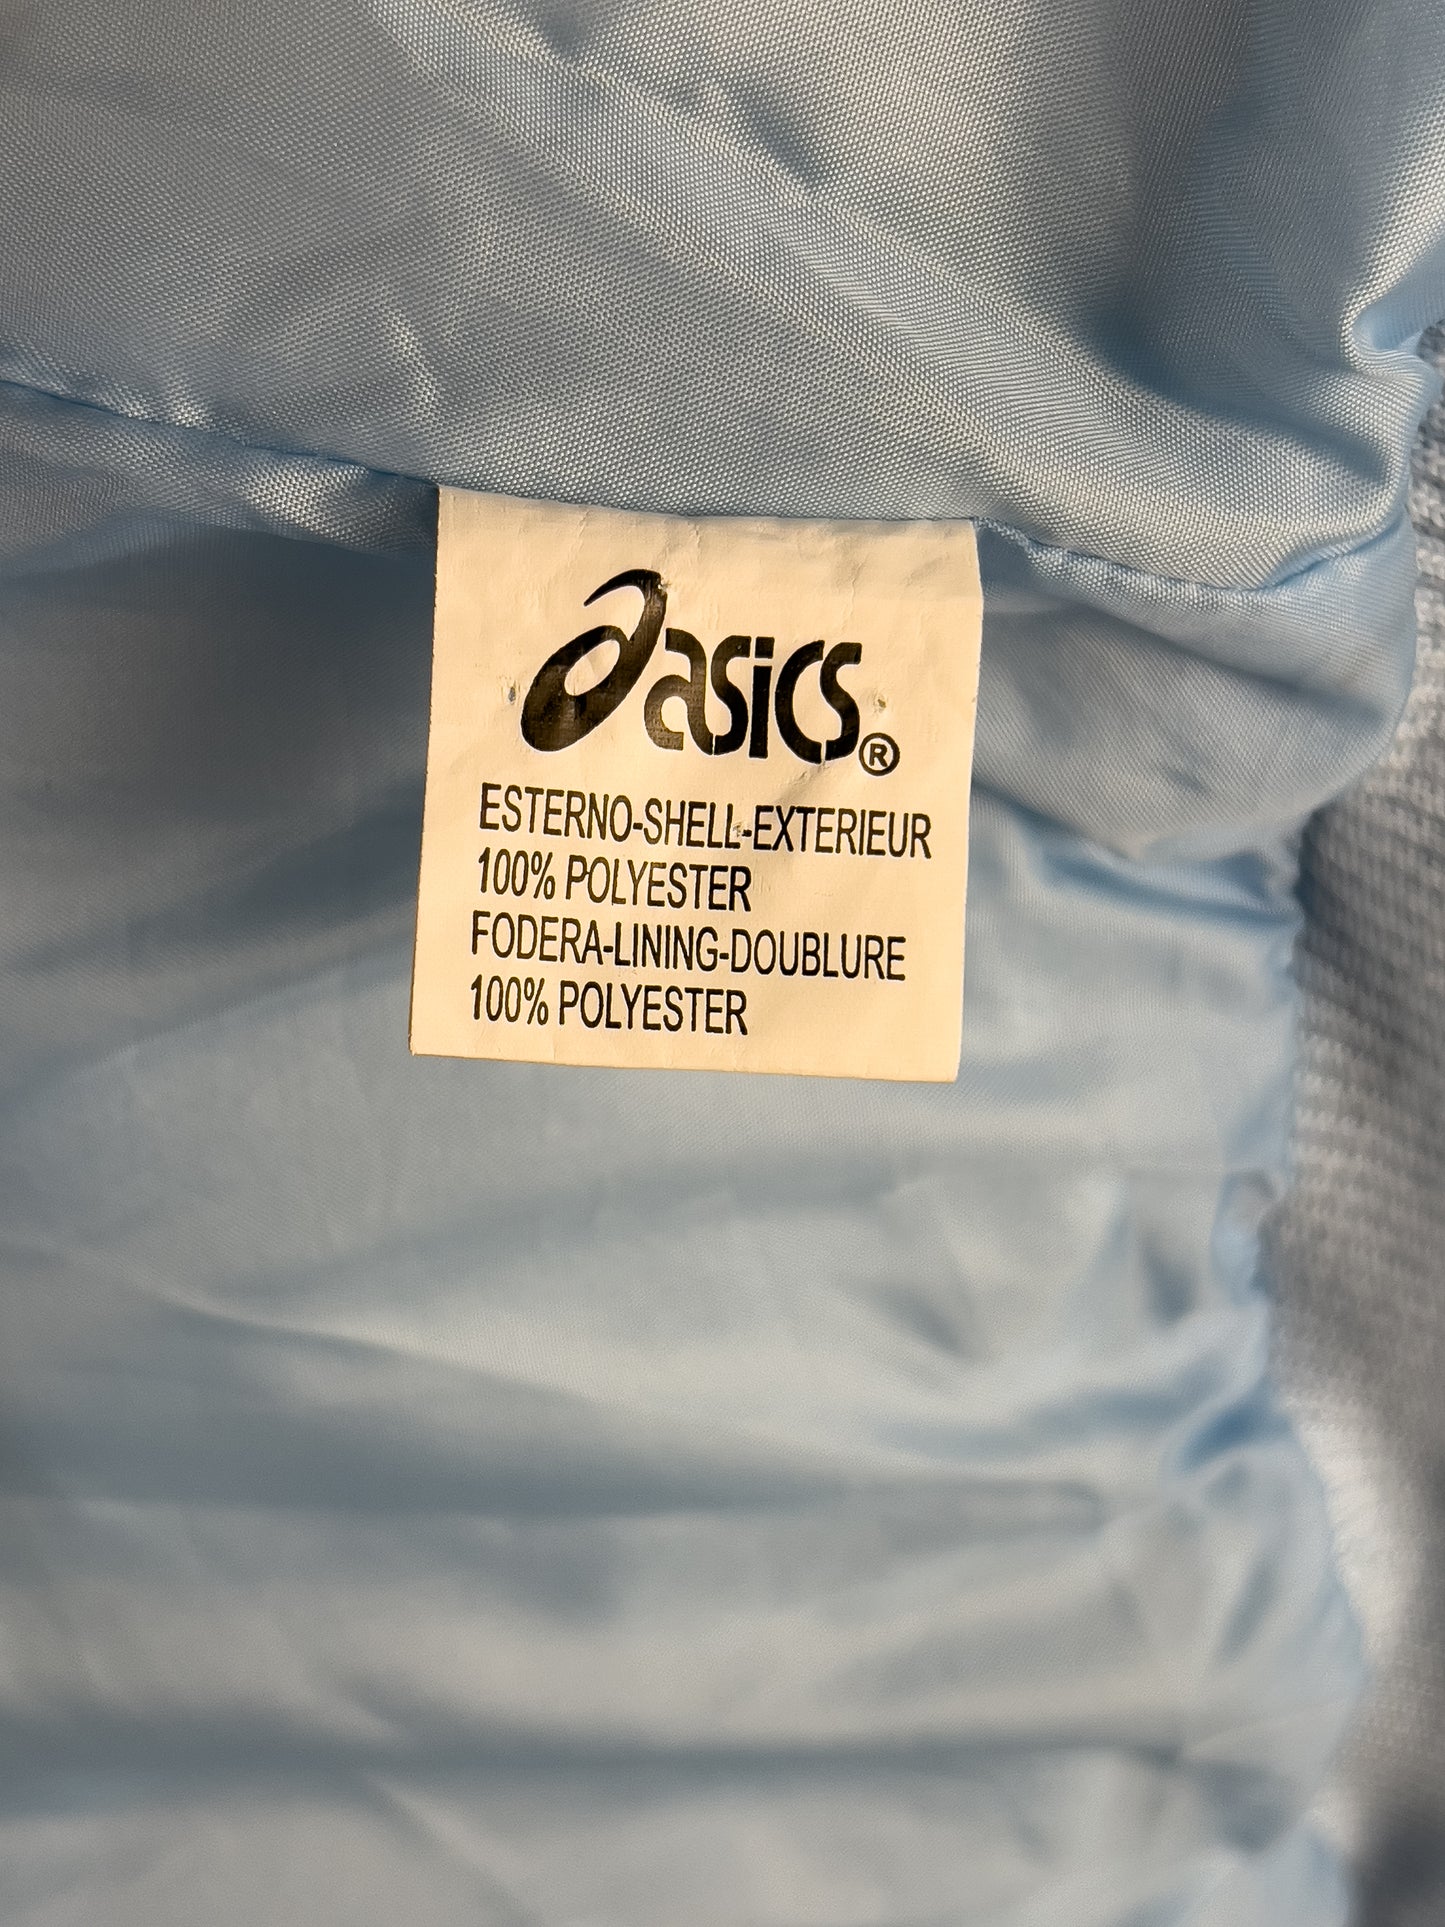 asics®
ESTERNO-SHELL-EXTERIEUR
100% POLYESTER
FODERA-LINING-DOUBLURE
100% POLYESTER